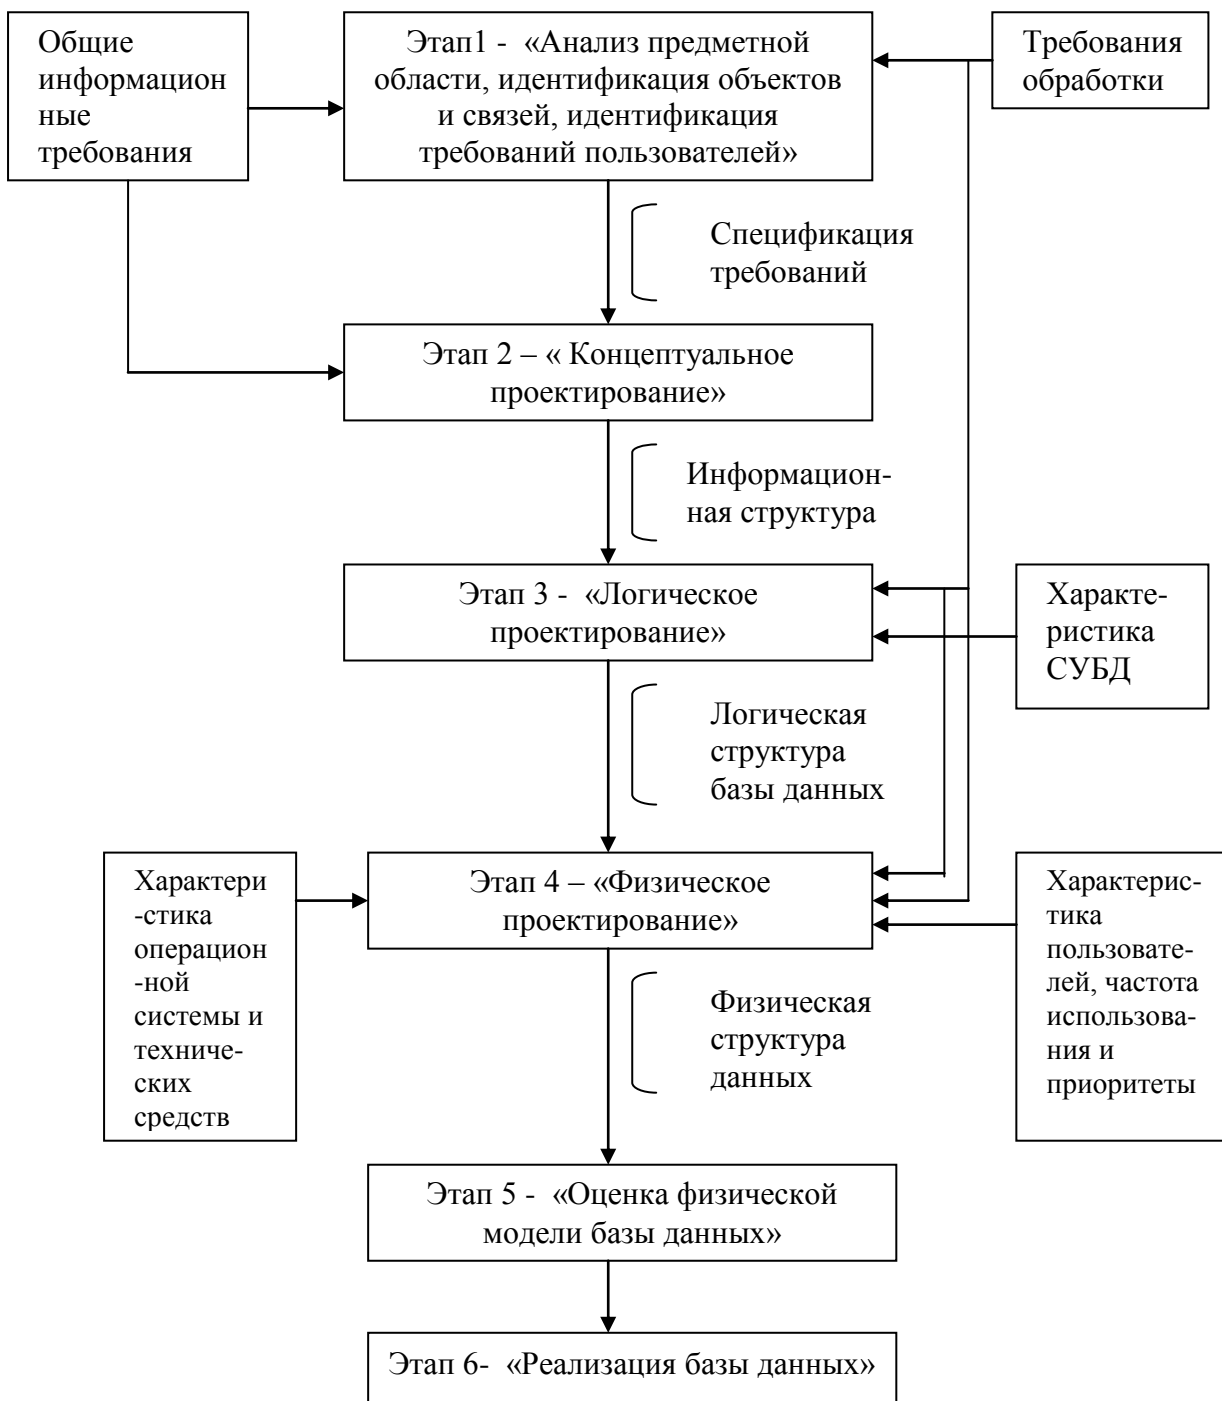 Общие
информацион
ные
требования
Этап1 - «Анализ предметной
области, идентификация объектов
и связей, идентификация
требований пользователей»
Требования
обработки
Спецификация
требований
Этап 2 – « Концептуальное
проектирование»
Информацион-
ная структура
Этап 3 - «Логическое
проектирование»
Характе-
ристика
СУБД
Логическая
структура
базы данных
Характери
-стика
операцион
-ной
системы и
техниче-
ских
средств
Этап 4 – «Физическое
проектирование»
Характерис-
тика
пользовате-
лей, частота
использова-
ния и
приоритеты
Физическая
структура
данных
Этап 5 - «Оценка физической
модели базы данных»
Этап 6- «Реализация базы данных»